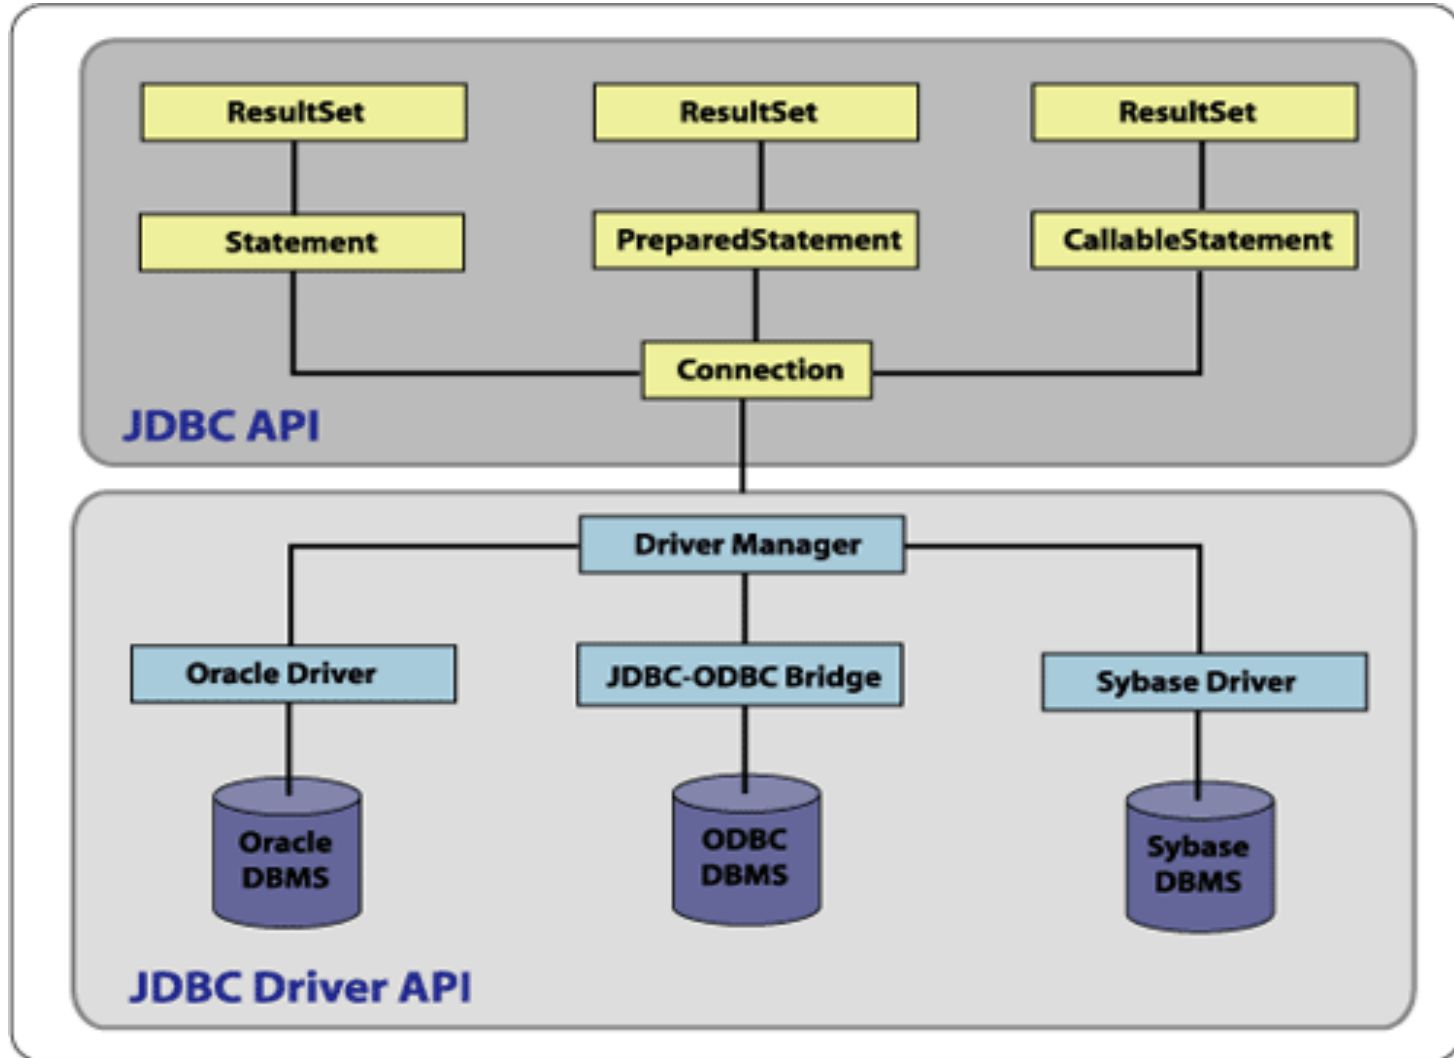 ResultSet
ResultSet
ResultSet
Statement
PreparedStatement
CallableStatement
Connection
JDBC API
Driver Manager
Oracle Driver
JDBC-ODBC Bridge
Sybase Driver
Oracle
DBMS
ODBC
DBMS
Sybase
DBMS
JDBC Driver API